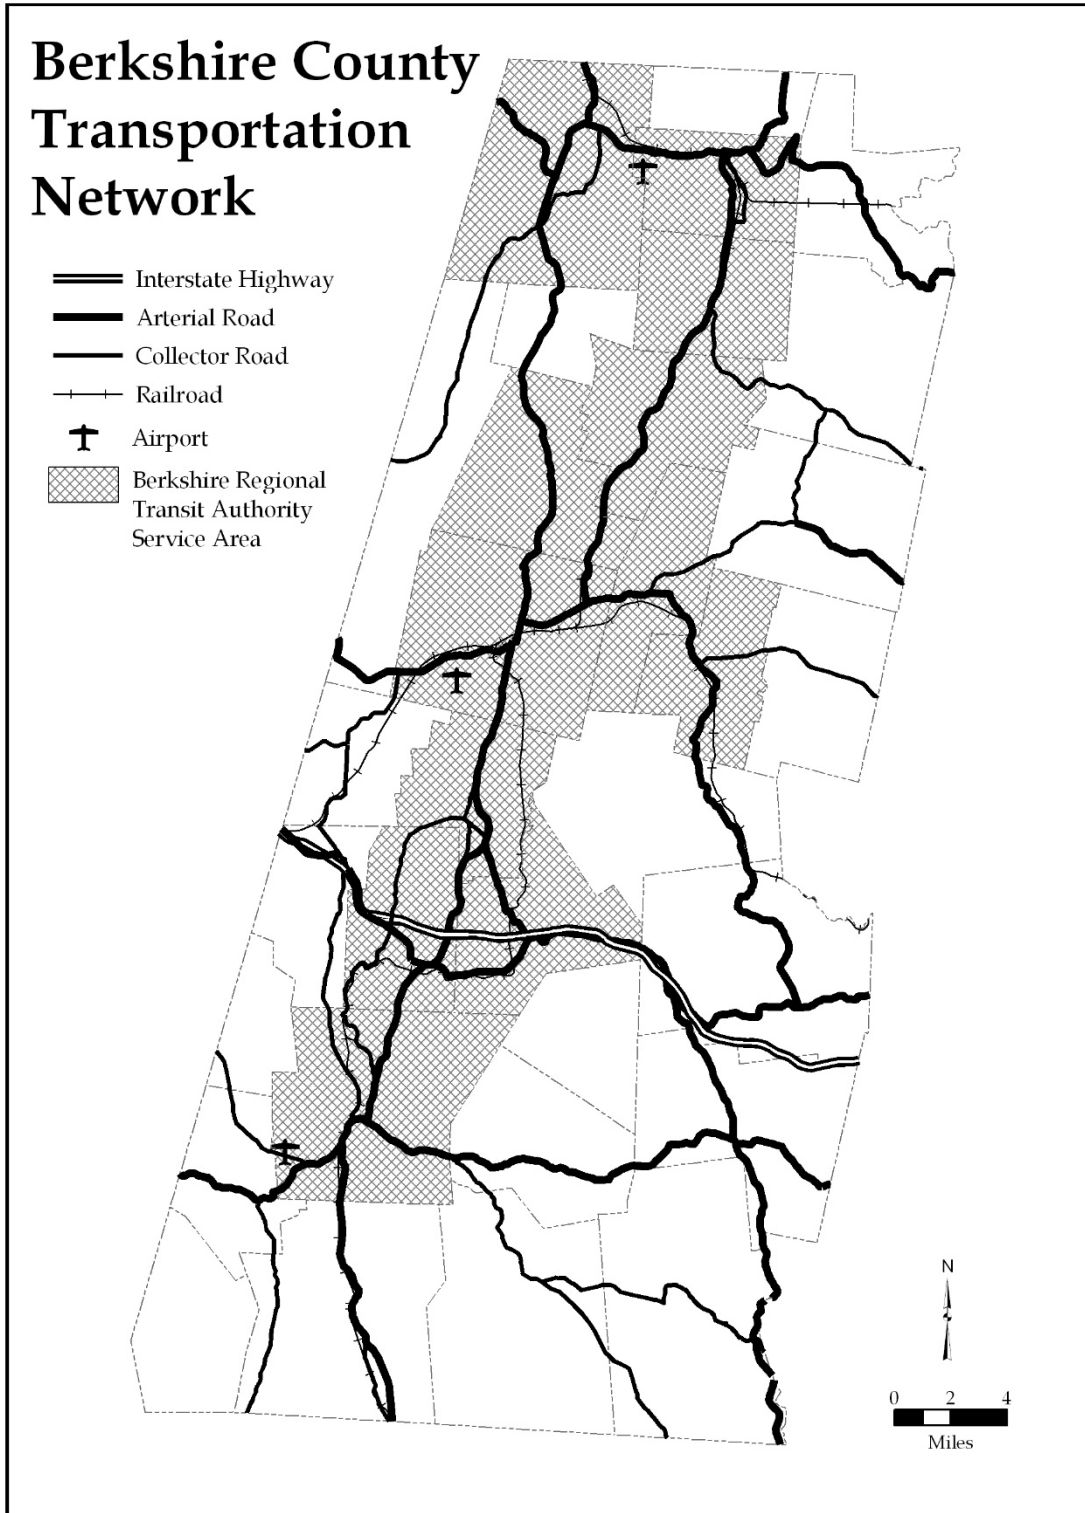 Berkshire County
Transportation
Network
Interstate Highway
Arterial Road
Collector Road
Railroad
Airport
Berkshire Regional
Transit Authority
Service Area
N
0 2 4
Miles